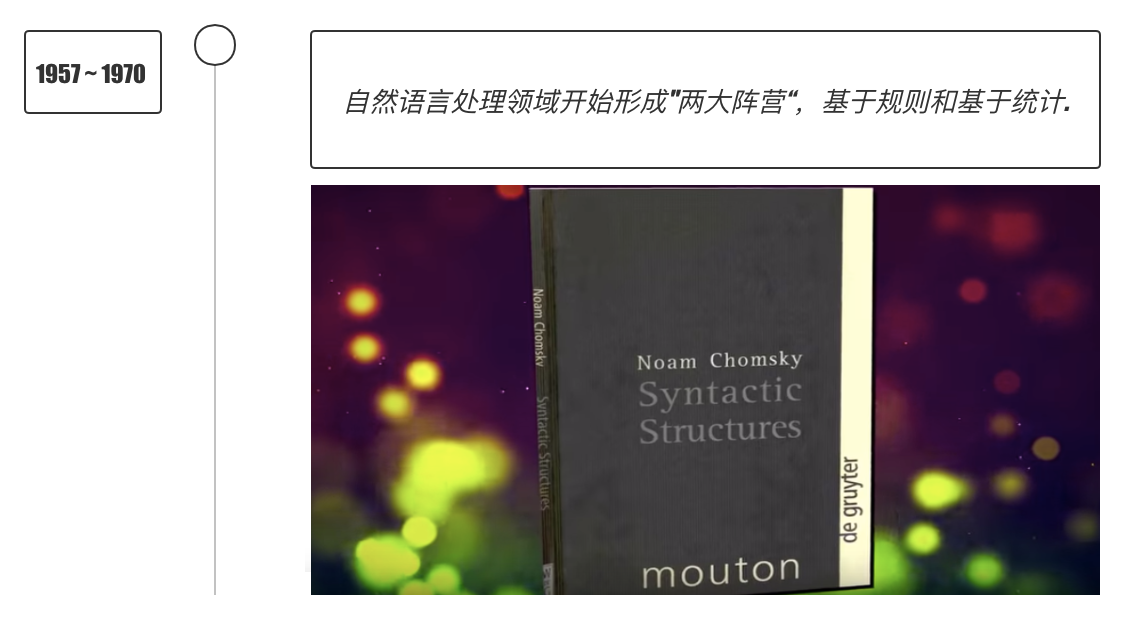 1957 ~ 1970
自然语言处理领域开始形成"两大阵营“，基于规则和基于统计.
Noam Chomsky
Syntactic Structures
Noam Chomsky
Syntactic
Structures
de gruyter
mouton